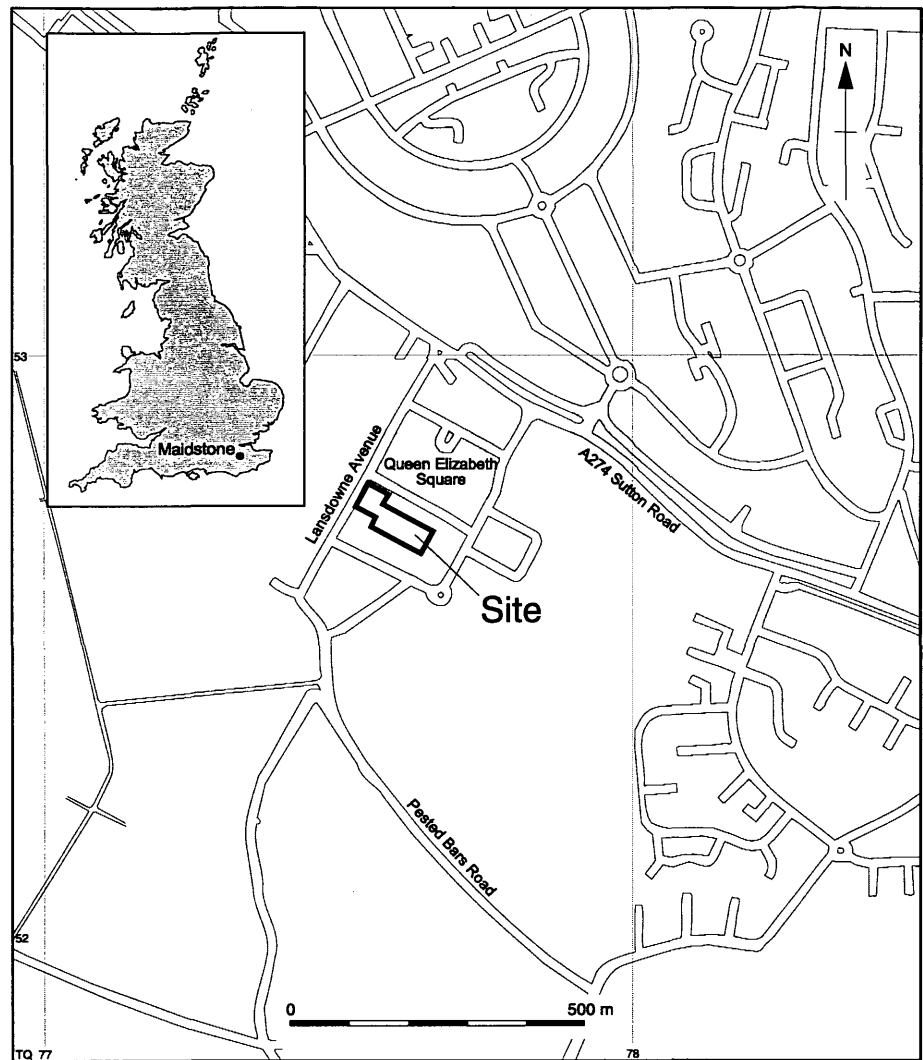 N
53
Maidstone
Lansdowne Avenue
Queen Elizabeth
Square
A274 Sutton Road
Site
Pested Bars Road
52
0 500 m
TQ 77
78